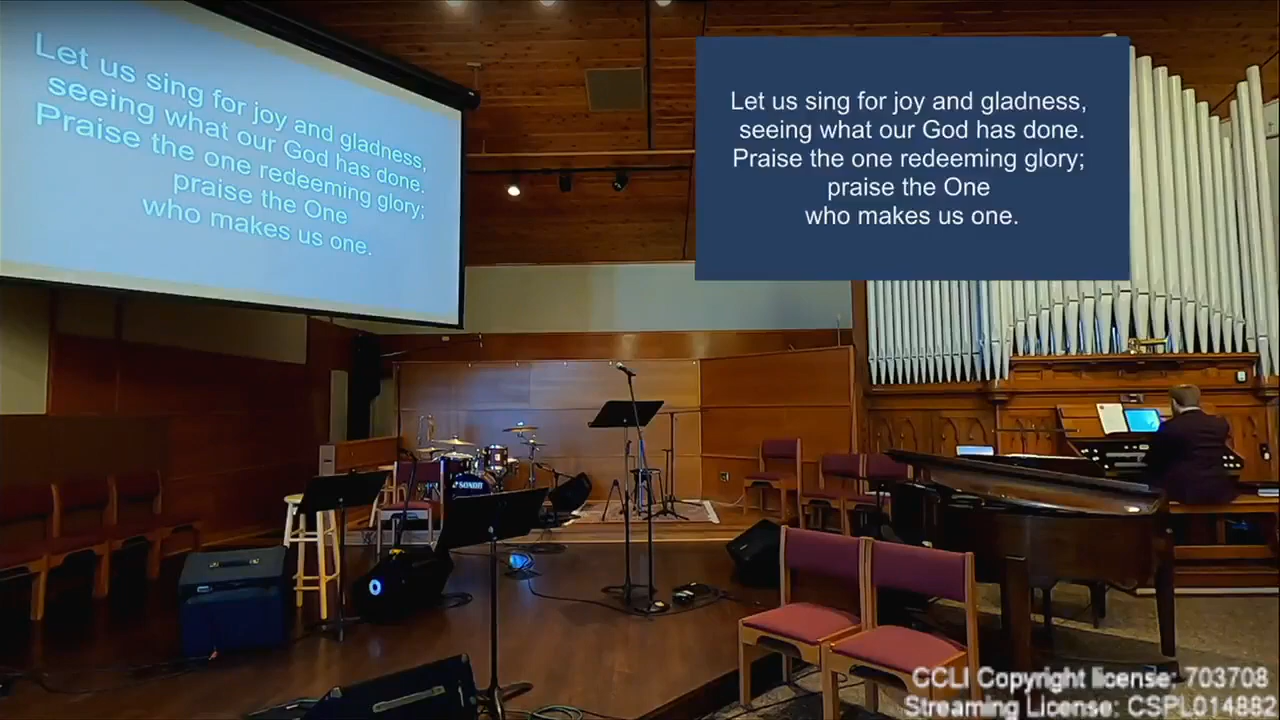 Let us sing for joy and gladness,
seeing what our God has done.
Praise the one redeeming glory;
praise the One
who makes us one.
Let us sing for joy and gladness,
seeing what our God has done.
Praise the one redeeming glory;
praise the One
who makes us one.
SONOR
CCLI Copyright license: 703708
Streaming License: CSPL014882